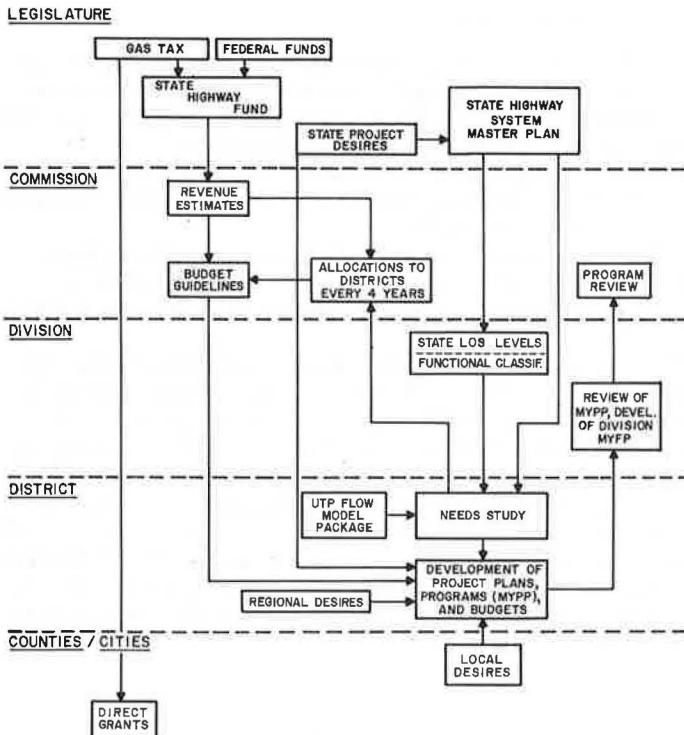 LEGISLATURE
GAS TAX
FEDERAL FUNDS
STATE
HIGHWAY
FUND
STATE PROJECT
DESIRES
STATE HIGHWAY
SYSTEM
MASTER PLAN
COMMISSION
REVENUE
ESTIMATES
BUDGET
GUIDELINES
ALLOCATIONS TO
DISTRICTS
EVERY 4 YEARS
PROGRAM
REVIEW
DIVISION
STATE LOS LEVELS
FUNCTIONAL CLASSIF.
REVIEW OF
MYPP, DEVEL.
OF DIVISION
MYFP
DISTRICT
UTP FLOW
MODEL
PACKAGE
NEEDS STUDY
DEVELOPMENT OF
PROJECT PLANS,
PROGRAMS (MYPP),
AND BUDGETS
REGIONAL DESIRES
COUNTIES / CITIES
LOCAL
DESIRES
DIRECT
GRANTS